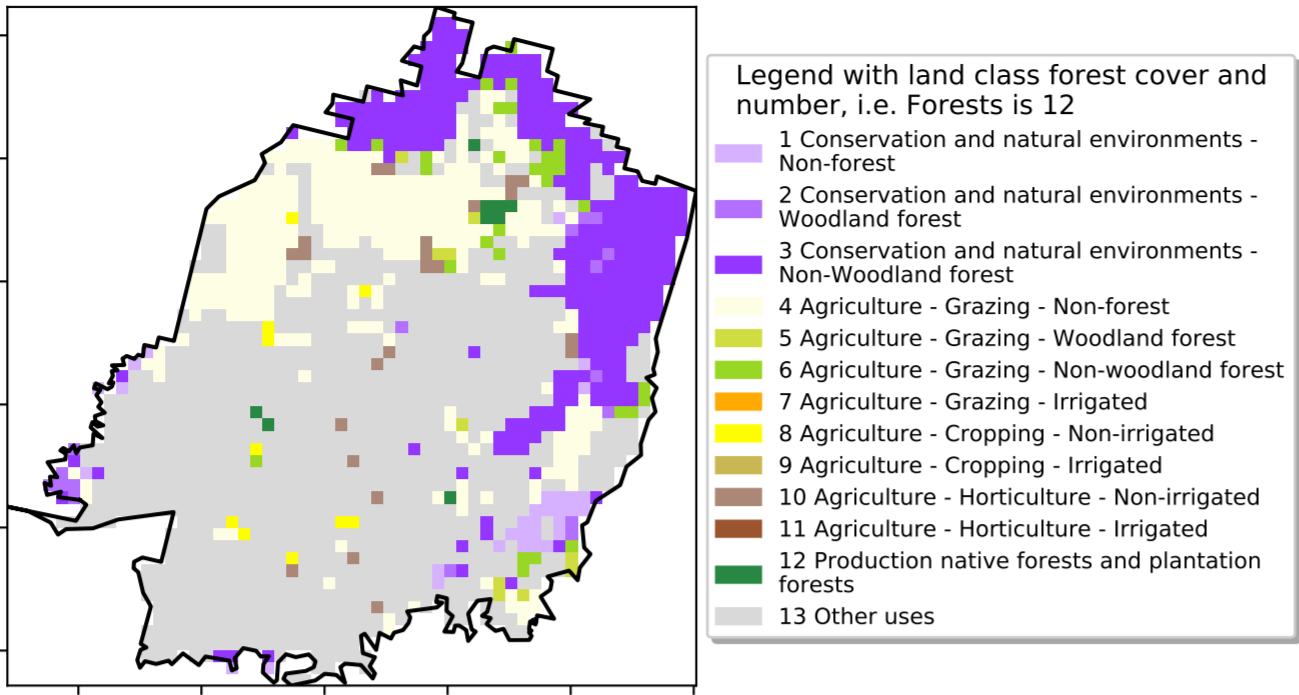 Legend with land class forest cover and
number, i.e. Forests is 12
1 Conservation and natural environments -
Non-forest
2 Conservation and natural environments -
Woodland forest
3 Conservation and natural environments -
Non-Woodland forest
4 Agriculture - Grazing - Non-forest
5 Agriculture - Grazing - Woodland forest
6 Agriculture - Grazing - Non-woodland forest
7 Agriculture - Grazing - Irrigated
8 Agriculture - Cropping - Non-irrigated
9 Agriculture - Cropping - Irrigated
10 Agriculture - Horticulture - Non-irrigated
11 Agriculture - Horticulture - Irrigated
12 Production native forests and plantation
forests
13 Other uses